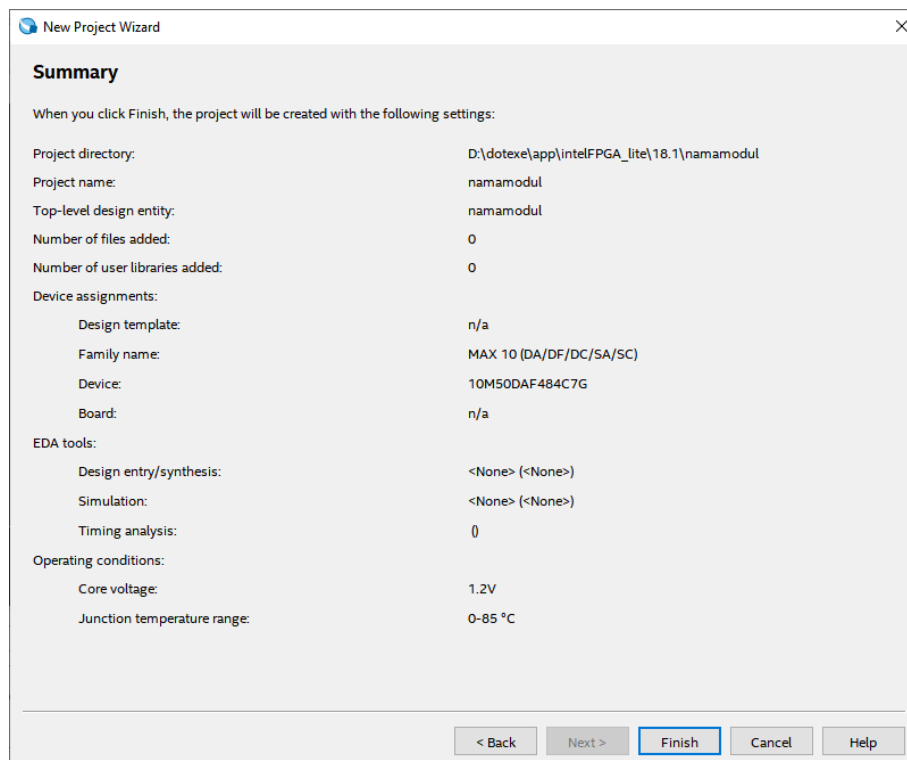 New Project Wizard
Summary
When you click Finish, the project will be created with the following settings:
Project directory: D:\dotexe\app\intelFPGA_lite\18.1\namamodul
Project name: namamodul
Top-level design entity: namamodul
Number of files added: 0
Number of user libraries added: 0
Device assignments:
Design template: n/a
Family name: MAX 10 (DA/DF/DC/SA/SC)
Device: 10M50DAF484C7G
Board: n/a
EDA tools:
Design entry/synthesis: <None> (<None>)
Simulation: <None> (<None>)
Timing analysis: ()
Operating conditions:
Core voltage: 1.2V
Junction temperature range: 0-85 °C
< Back Next > Finish Cancel Help